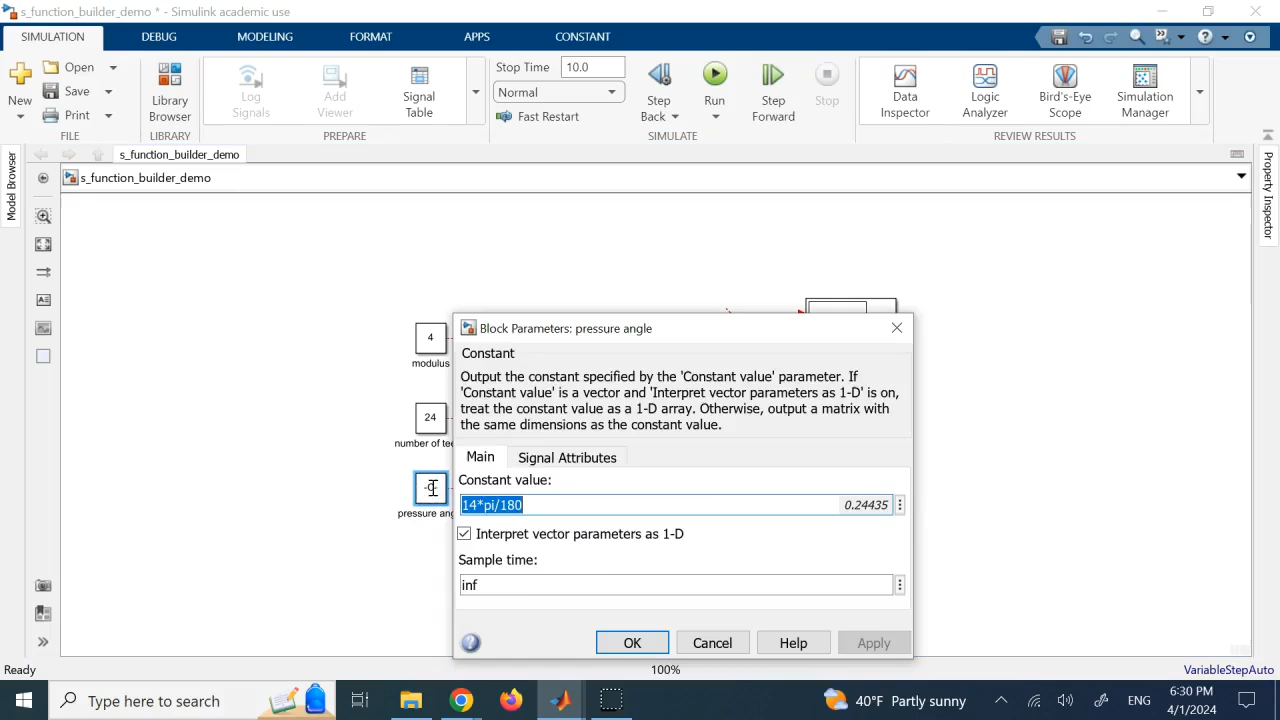 s_function_builder_demo * - Simulink academic use
SIMULATION DEBUG MODELING FORMAT APPS CONSTANT
New
Open
Save
Print
FILE
Library
Browser
LIBRARY
Log
Signals
Add
Viewer
Signal
Table
PREPARE
Stop Time 10.0
Normal
Fast Restart
Step
Back
Run
Step
Forward
Stop
SIMULATE
Data
Inspector
Logic
Analyzer
Bird's-Eye
Scope
Simulation
Manager
REVIEW RESULTS
Model Browser
s_function_builder_demo
s_function_builder_demo
Property Inspector
4
modulus
24
number of tee
pressure ang
Block Parameters: pressure angle
Constant
Output the constant specified by the 'Constant value' parameter. If
'Constant value' is a vector and 'Interpret vector parameters as 1-D' is on,
treat the constant value as a 1-D array. Otherwise, output a matrix with
the same dimensions as the constant value.
Main Signal Attributes
Constant value:
14*pi/180 0.24435
Interpret vector parameters as 1-D
Sample time:
inf
OK Cancel Help Apply
Ready 100% VariableStepAuto
Type here to search
40°F Partly sunny
ENG
6:30 PM
4/1/2024